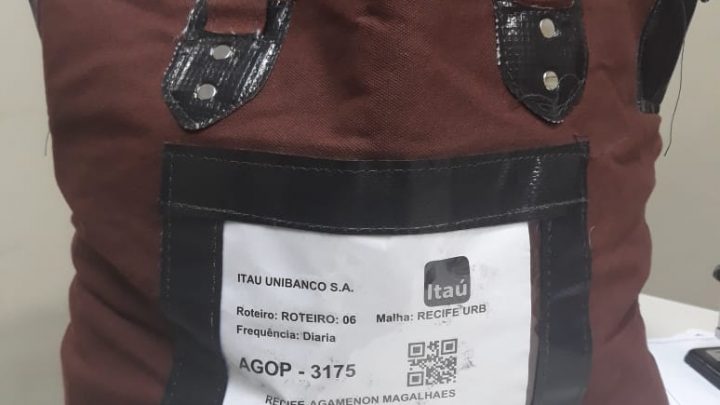 ITAU UNIBANCO S.A.
Itaú
Roteiro: ROTEIRO: 06 Malha: RECIFE URB
Frequência: Diaria
AGOP - 3175
RECIFE-AGAMENON MAGALHAES